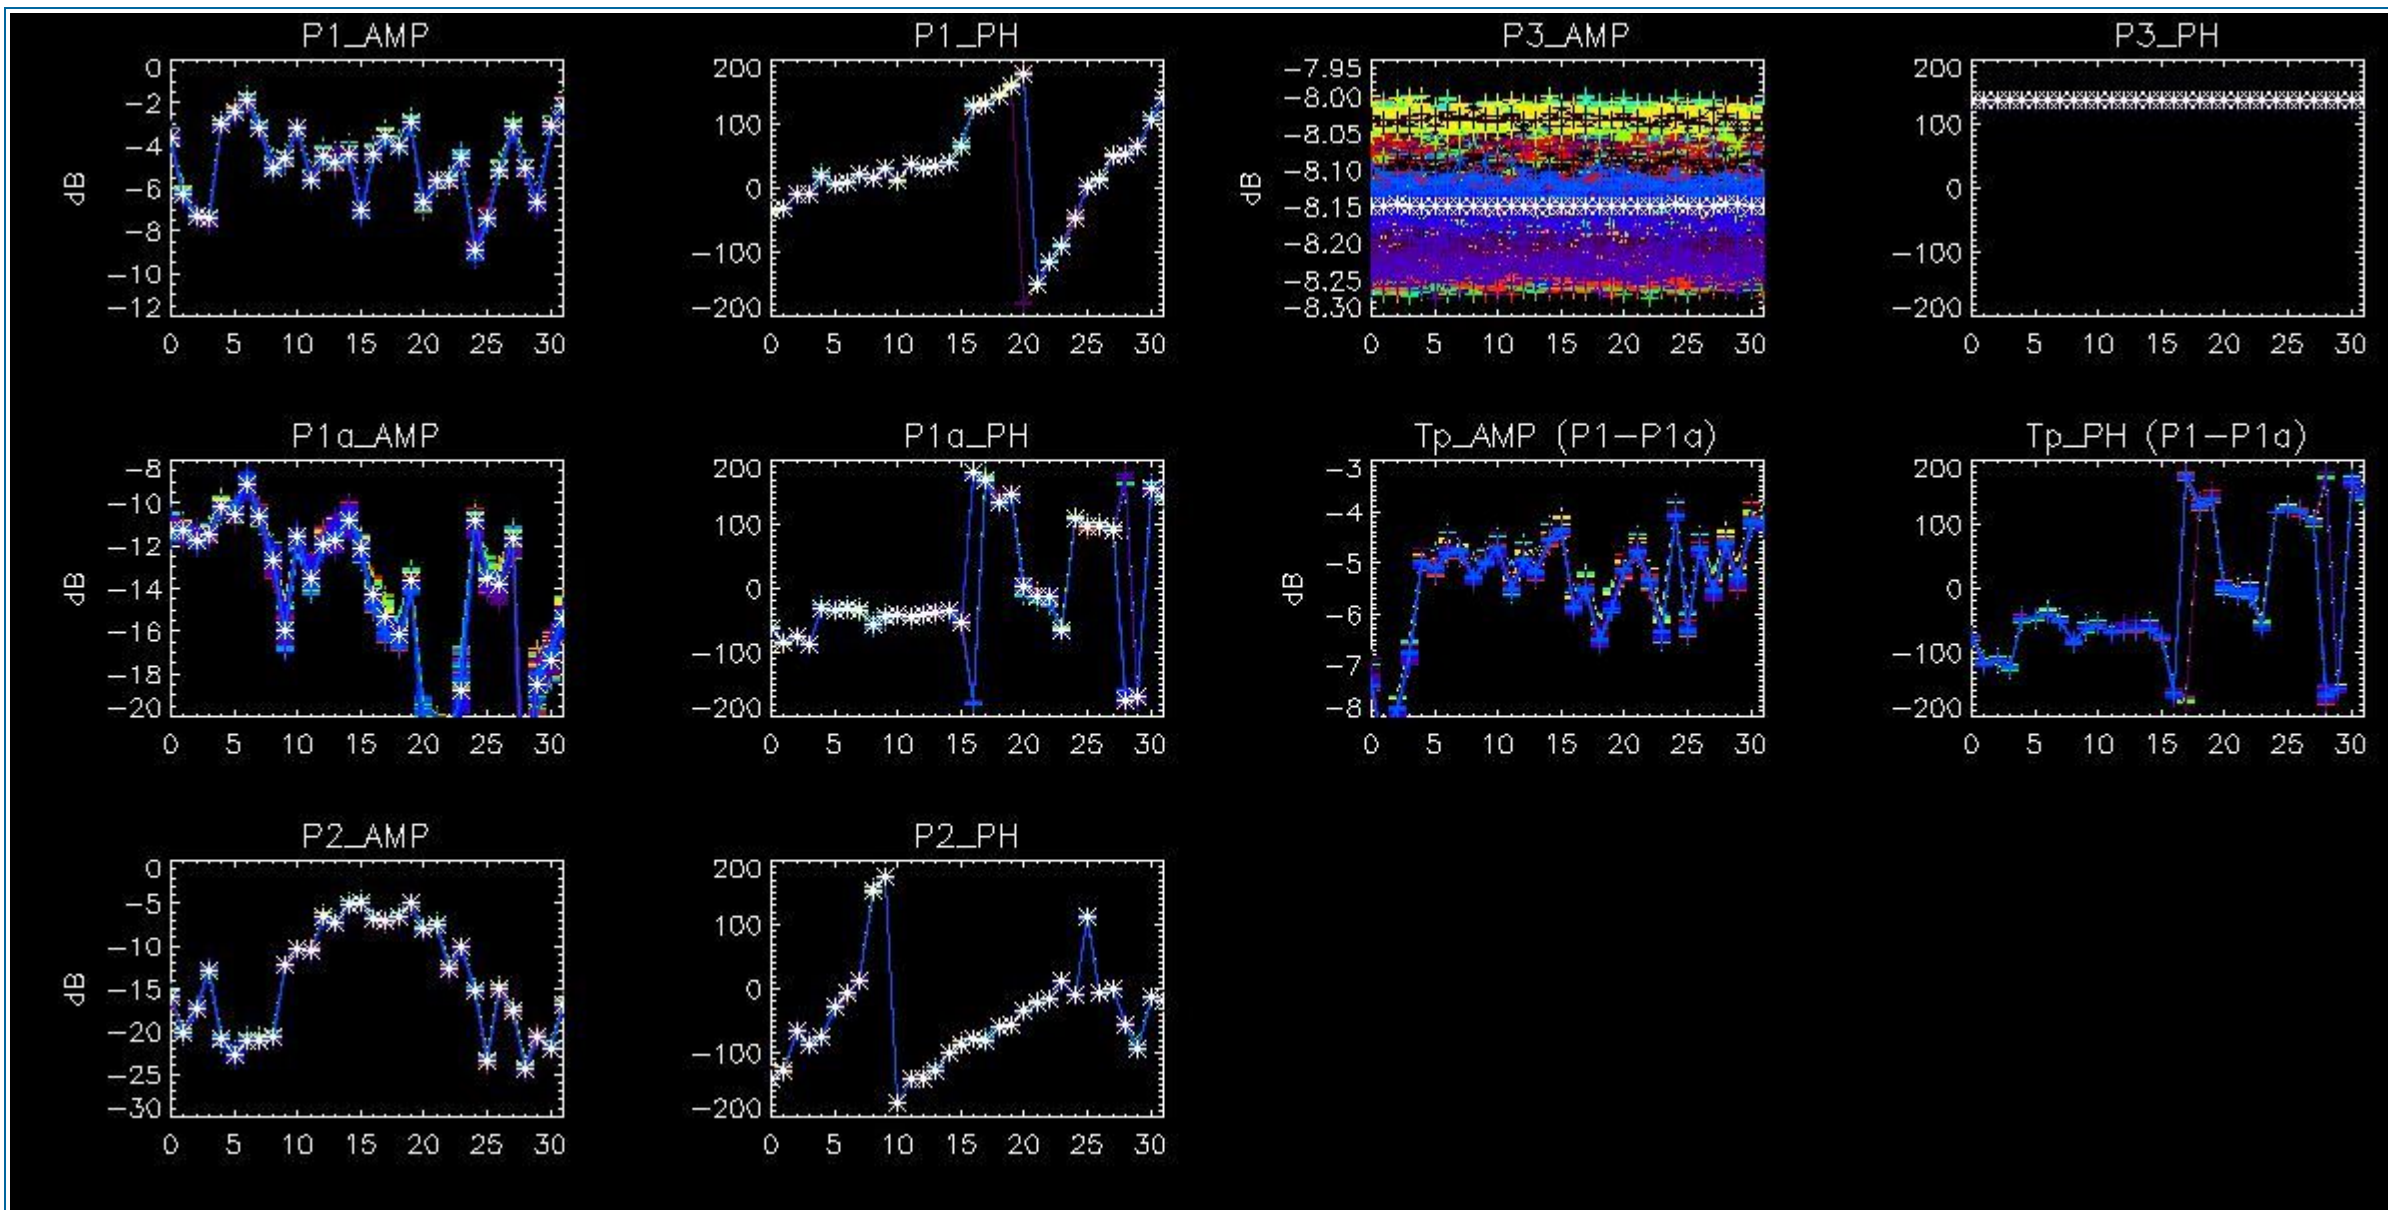 P1_AMP P1_PH P3_AMP P3_PH
0 200 -7.95 200
-2 100 -8.00 100
-4 0 -8.05 0
-6 -100 -8.10 -100
-8 -200 -8.15 -200
-10 -8.20
-12 -8.25
-8.30
dB dB
0 5 10 15 20 25 30 0 5 10 15 20 25 30 0 5 10 15 20 25 30 0 5 10 15 20 25 30
P1a_AMP P1a_PH Tp_AMP (P1-P1a) Tp_PH (P1-P1a)
-8 200 -3 200
-10 100 -4 100
-12 0 -5 0
-14 -100 -6 -100
-16 -200 -7 -200
-18 -8
-20
dB dB
0 5 10 15 20 25 30 0 5 10 15 20 25 30 0 5 10 15 20 25 30 0 5 10 15 20 25 30
P2_AMP P2_PH
0 200
-5 100
-10 0
-15 -100
-20 -200
-25
-30
dB
0 5 10 15 20 25 30 0 5 10 15 20 25 30